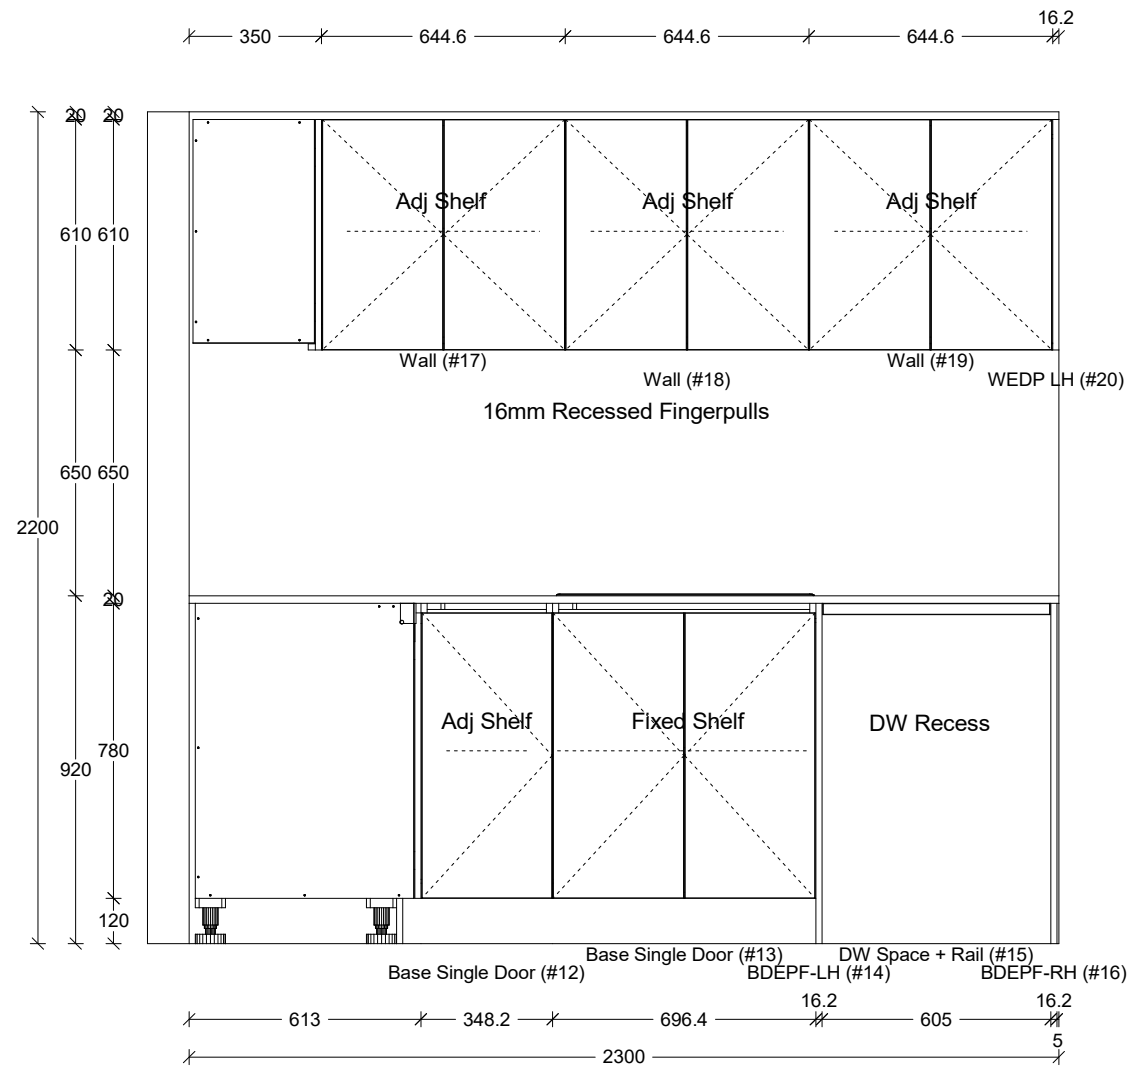 16.2
350 644.6 644.6 644.6
20 20
Adj Shelf Adj Shelf Adj Shelf
610 610
Wall (#17) Wall (#19)
Wall (#18) WEDP LH (#20)
16mm Recessed Fingerpulls
650 650
2200
20
Adj Shelf Fixed Shelf DW Recess
780
920
120
Base Single Door (#13) DW Space + Rail (#15)
Base Single Door (#12) BDEPF-LH (#14) BDEPF-RH (#16)
16.2 16.2
613 348.2 696.4 605
5
2300